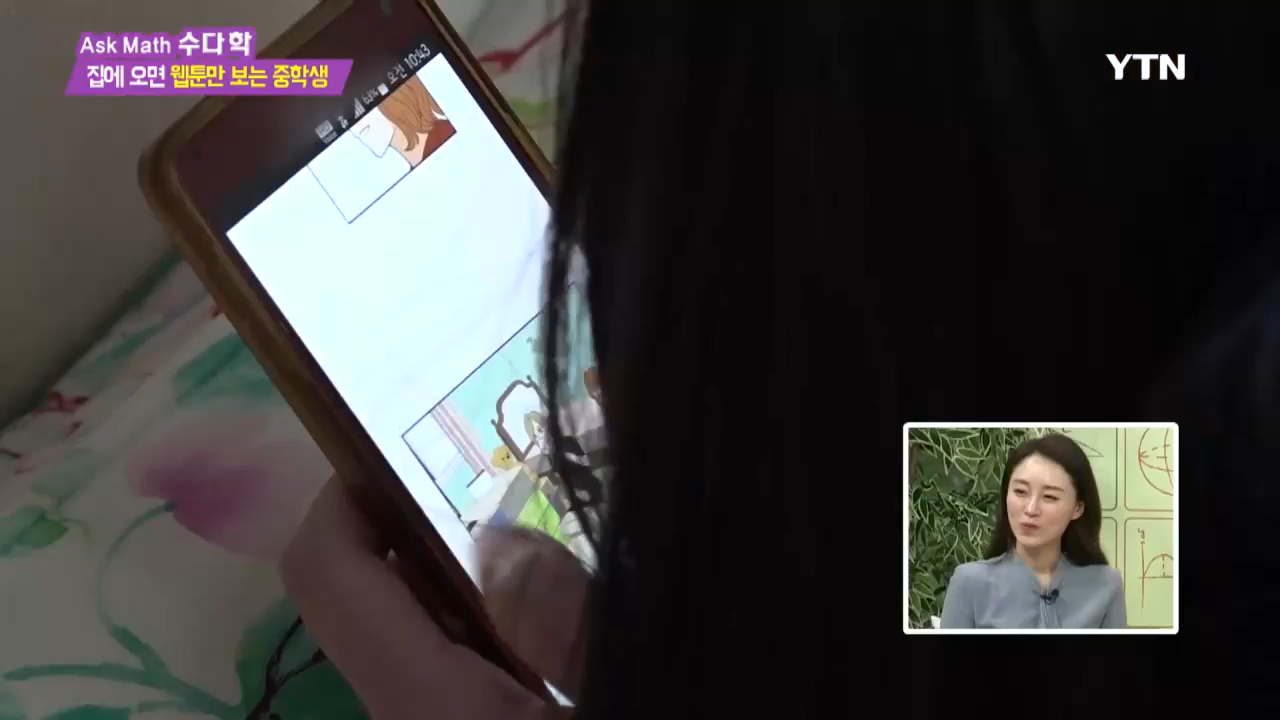 Ask Math 수다학
집에 오면 웹툰만 보는 중학생
YTN
63% 오전 10:43
y